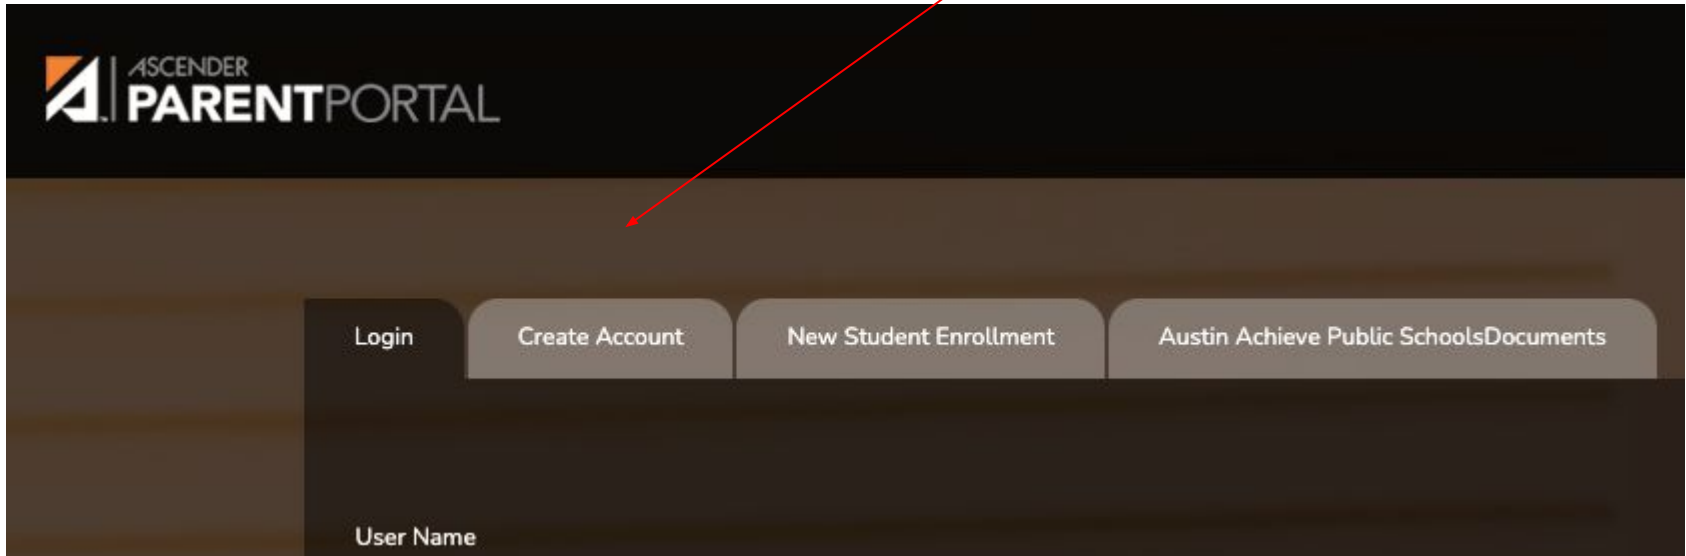 ASCENDER
PARENTPORTAL
Login Create Account New Student Enrollment Austin Achieve Public SchoolsDocuments
User Name